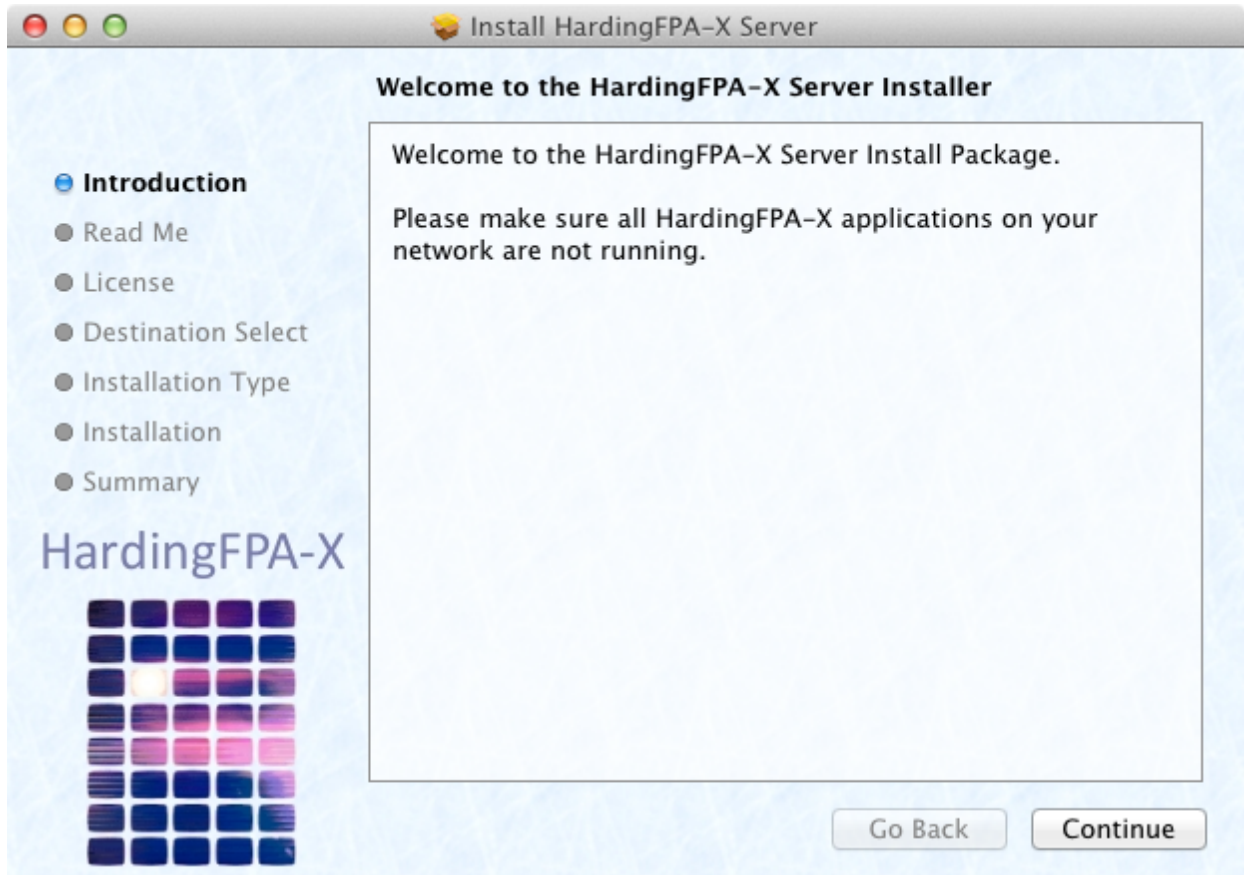 Install HardingFPA-X Server
Welcome to the HardingFPA-X Server Installer
Introduction
Read Me
License
Destination Select
Installation Type
Installation
Summary
HardingFPA-X
Welcome to the HardingFPA-X Server Install Package.
Please make sure all HardingFPA-X applications on your
network are not running.
Go Back
Continue